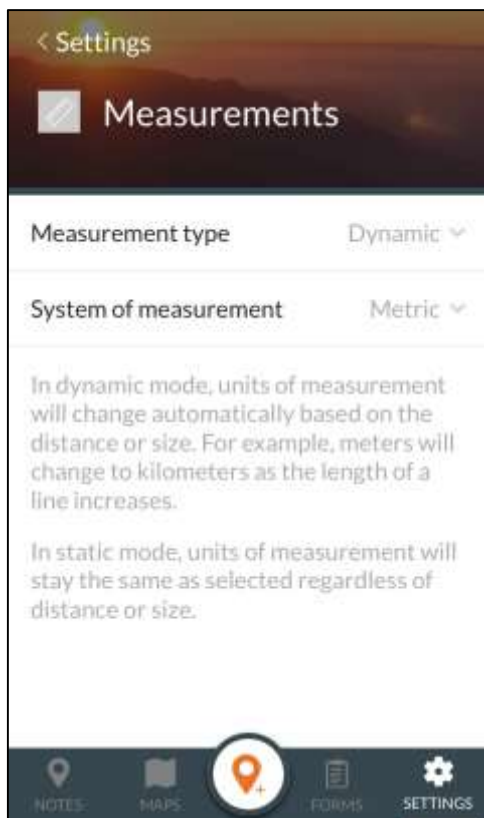 < Settings
Measurements
Measurement type Dynamic
System of measurement Metric
In dynamic mode, units of measurement
will change automatically based on the
distance or size. For example, meters will
change to kilometers as the length of a
line increases.
In static mode, units of measurement will
stay the same as selected regardless of
distance or size.
NOTES MAPS FORMS SETTINGS